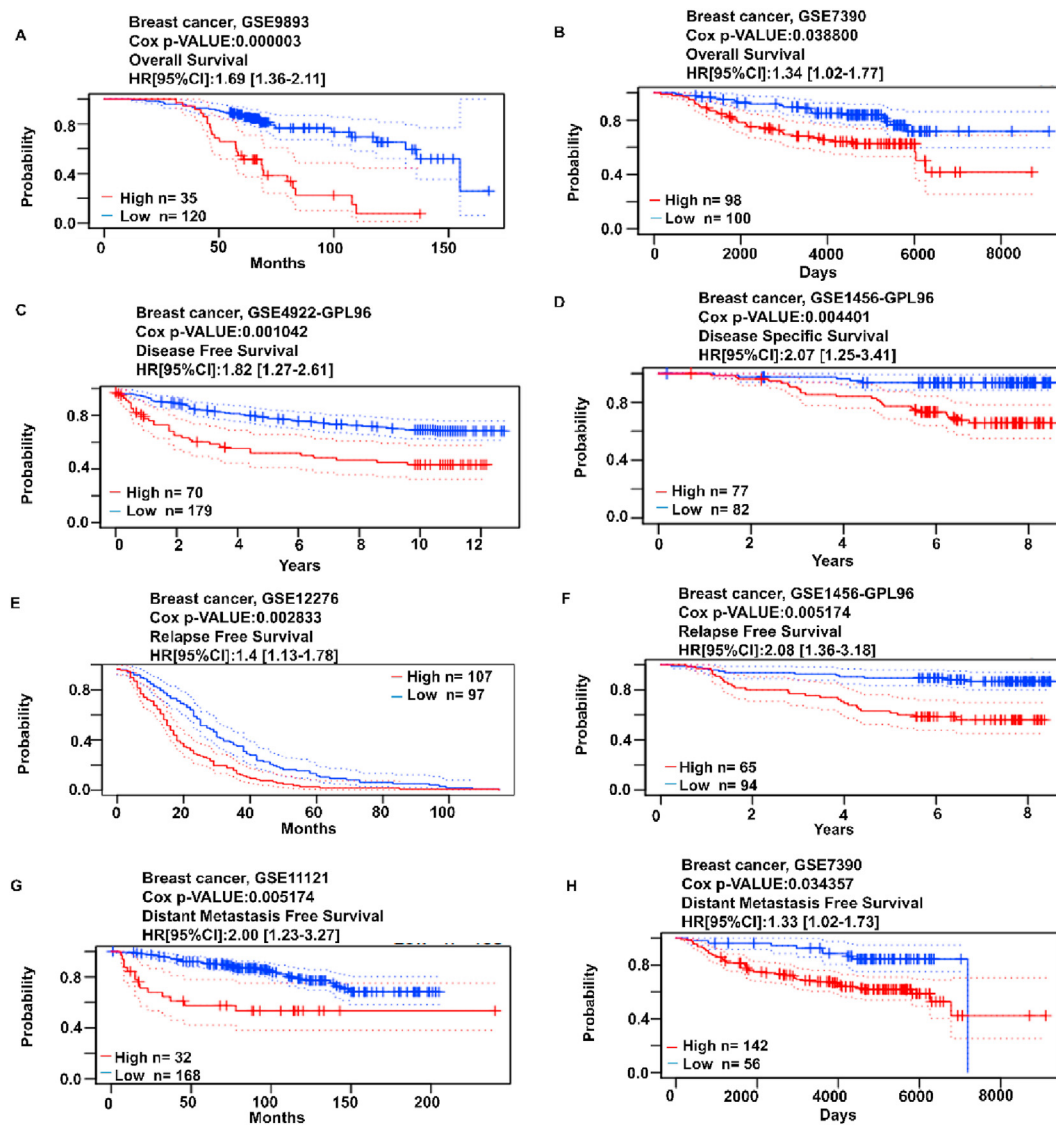 A
Breast cancer, GSE9893
Cox p-VALUE:0.000003
Overall Survival
HR[95%CI]:1.69 [1.36-2.11]
Probability
0.8
0.4
0.0
High n= 35
Low n= 120
0 50 100 150
Months
B
Breast cancer, GSE7390
Cox p-VALUE:0.038800
Overall Survival
HR[95%CI]:1.34 [1.02-1.77]
Probability
0.8
0.4
0.0
High n= 98
Low n= 100
0 2000 4000 6000 8000
Days
C
Breast cancer, GSE4922-GPL96
Cox p-VALUE:0.001042
Disease Free Survival
HR[95%CI]:1.82 [1.27-2.61]
Probability
0.8
0.4
0.0
High n= 70
Low n= 179
0 2 4 6 8 10 12
Years
D
Breast cancer, GSE1456-GPL96
Cox p-VALUE:0.004401
Disease Specific Survival
HR[95%CI]:2.07 [1.25-3.41]
Probability
0.8
0.4
0.0
High n= 77
Low n= 82
0 2 4 6 8
Years
E
Breast cancer, GSE12276
Cox p-VALUE:0.002833
Relapse Free Survival
HR[95%CI]:1.4 [1.13-1.78]
Probability
0.8
0.4
0.0
High n= 107
Low n= 97
0 20 40 60 80 100
Months
F
Breast cancer, GSE1456-GPL96
Cox p-VALUE:0.005174
Relapse Free Survival
HR[95%CI]:2.08 [1.36-3.18]
Probability
0.8
0.4
0.0
High n= 65
Low n= 94
0 2 4 6 8
Years
G
Breast cancer, GSE11121
Cox p-VALUE:0.005174
Distant Metastasis Free Survival
HR[95%CI]:2.00 [1.23-3.27]
Probability
0.8
0.4
0.0
High n= 32
Low n= 168
0 50 100 150 200
Months
H
Breast cancer, GSE7390
Cox p-VALUE:0.034357
Distant Metastasis Free Survival
HR[95%CI]:1.33 [1.02-1.73]
Probability
0.8
0.4
0.0
High n= 142
Low n= 56
0 2000 4000 6000 8000
Days